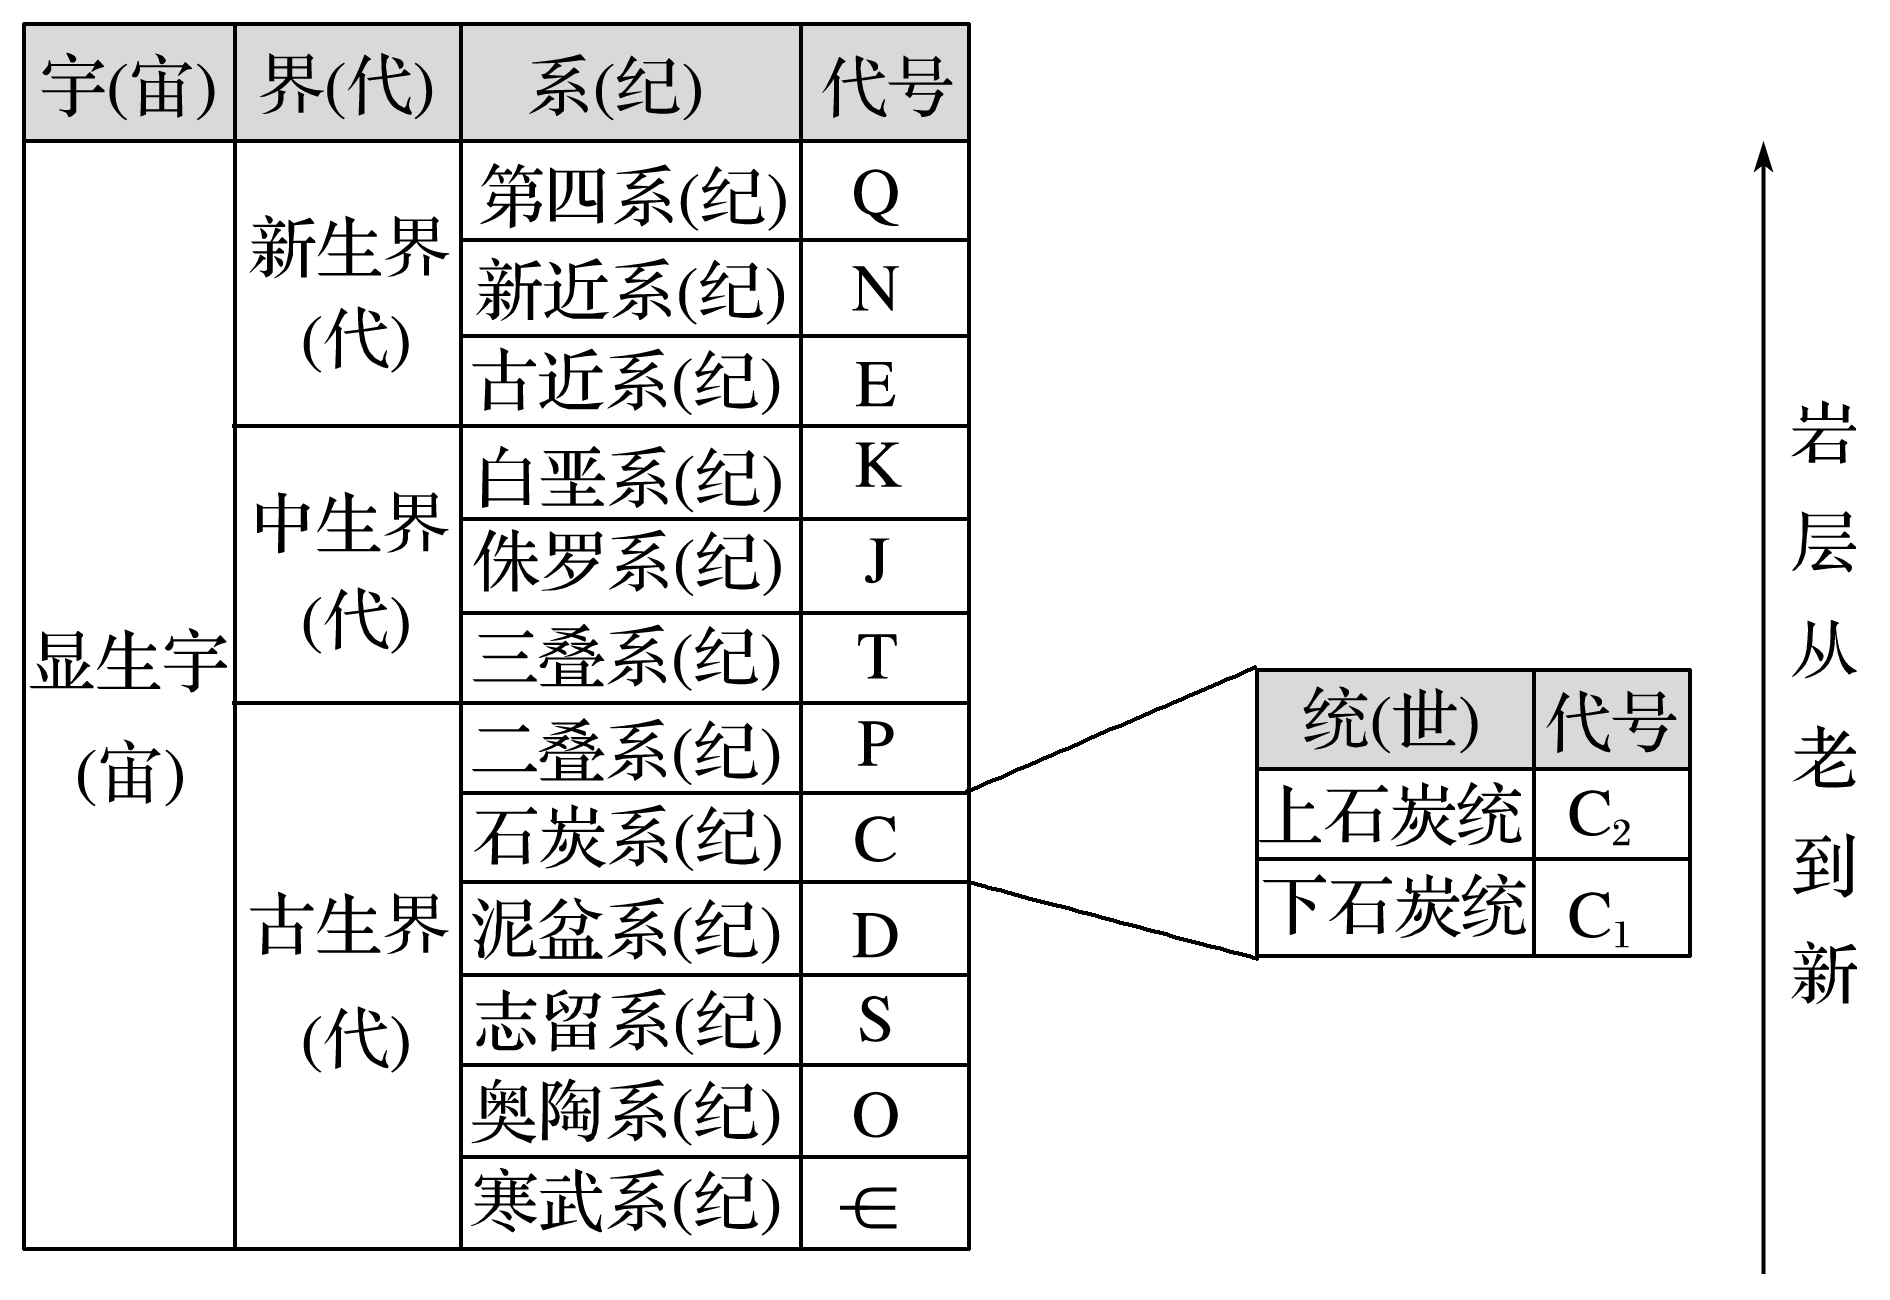 宇(宙) 界(代) 系(纪) 代号
显生宇
(宙)
新生界
(代)
第四系(纪) Q
新近系(纪) N
古近系(纪) E
中生界
(代)
白垩系(纪) K
侏罗系(纪) J
三叠系(纪) T
古生界
(代)
二叠系(纪) P
石炭系(纪) C
泥盆系(纪) D
志留系(纪) S
奥陶系(纪) O
寒武系(纪) ⋲
统(世) 代号
上石炭统 C₂
下石炭统 C₁
岩层从老到新